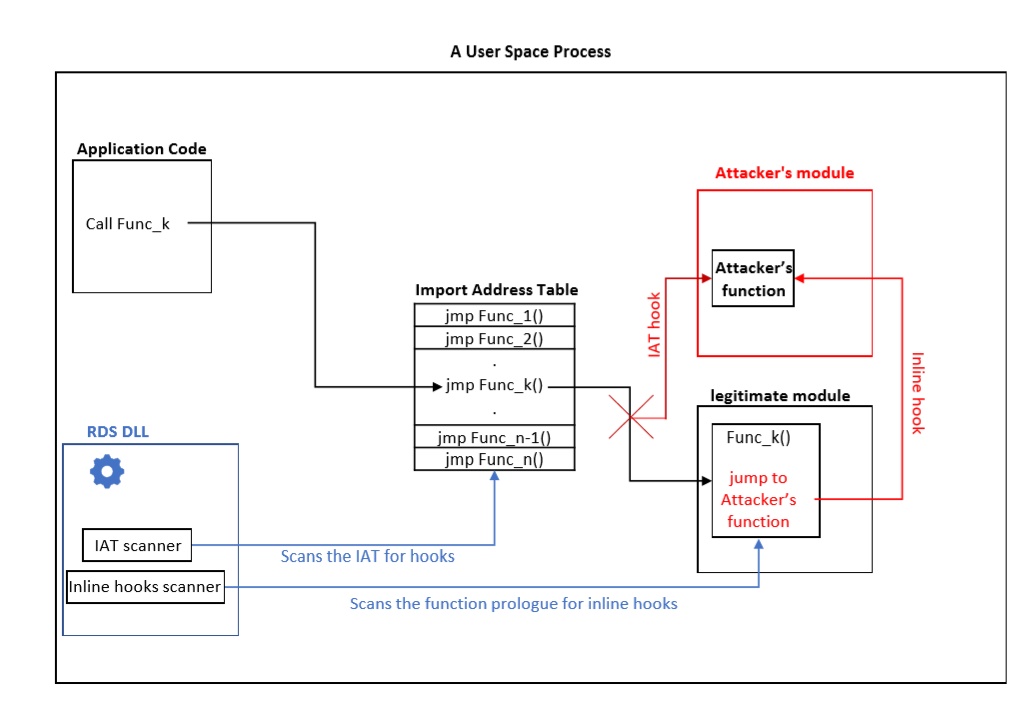 A User Space Process
Application Code
Call Func_k
Import Address Table
jmp Func_1()
jmp Func_2()
.
jmp Func_k()
.
jmp Func_n-1()
jmp Func_n()
Attacker's module
Attacker’s
function
IAT hook
Inline hook
legitimate module
Func_k()
jump to
Attacker’s
function
RDS DLL
IAT scanner
Inline hooks scanner
Scans the IAT for hooks
Scans the function prologue for inline hooks